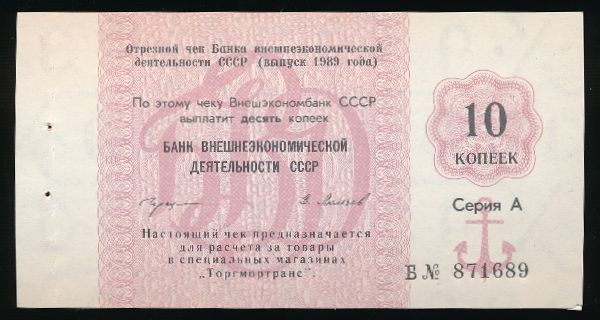 Отрезной чек Банка внешнеэкономической
деятельности СССР (выпуск 1989 года)
По этому чеку Внешэкономбанк СССР
выплатит десять копеек
БАНК ВНЕШНЕЭКОНОМИЧЕСКОЙ
ДЕЯТЕЛЬНОСТИ СССР
Настоящий чек предназначается
для расчета за товары
в специальных магазинах
„Торгмортранс".
10
КОПЕЕК
Серия А
Б № 871689